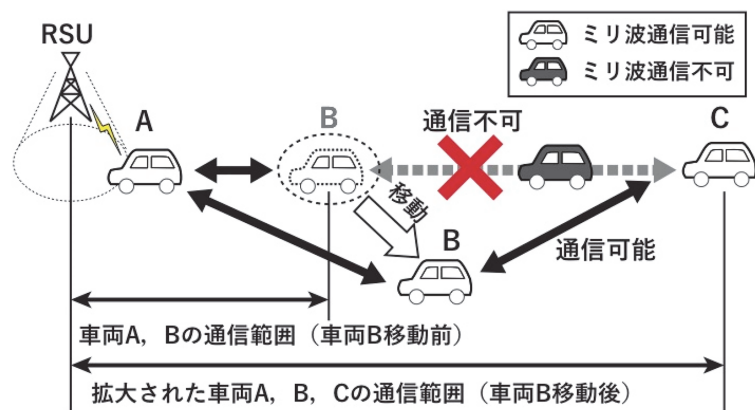 RSU
ミリ波通信可能
ミリ波通信不可
A
B
通信不可
C
移動
B
通信可能
車両A，Bの通信範囲（車両B移動前）
拡大された車両A，B，Cの通信範囲（車両B移動後）